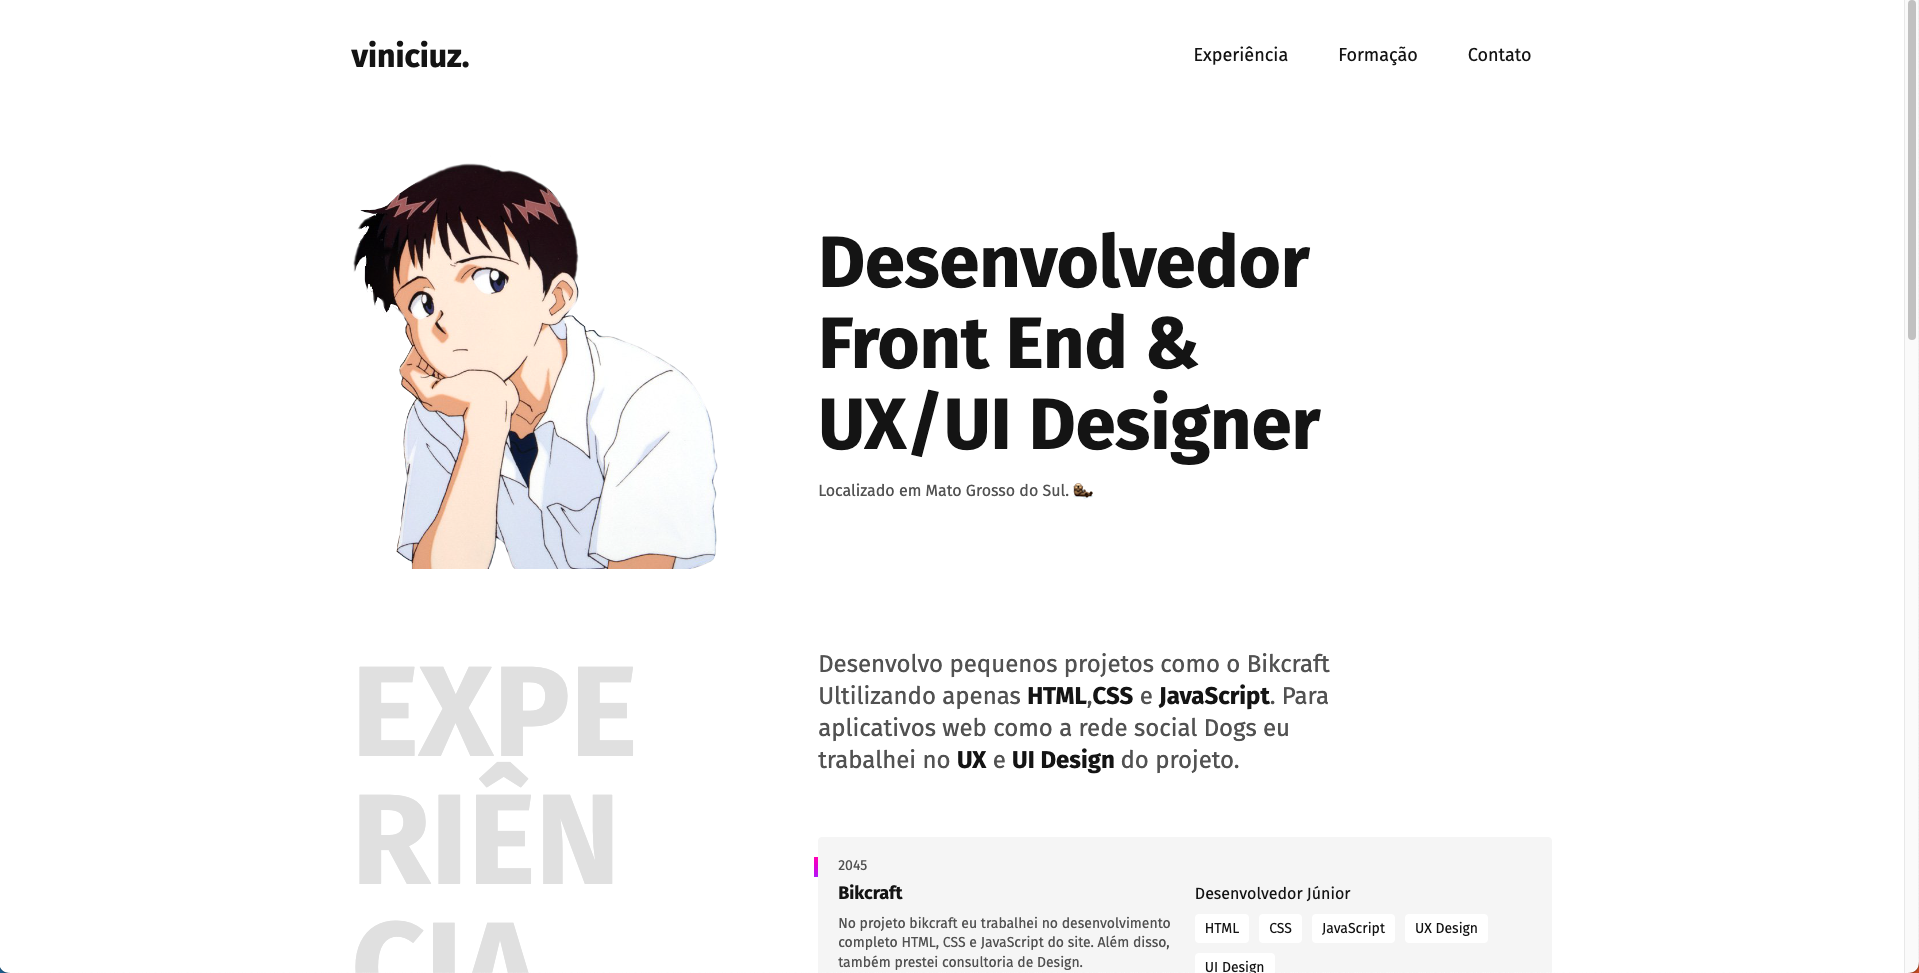 viniciuz.
Experiência
Formação
Contato
Desenvolvedor
Front End &
UX/UI Designer
Localizado em Mato Grosso do Sul. 🦦
EXPE
RIÊN
CIA
Desenvolvo pequenos projetos como o Bikcraft
Ultilizando apenas HTML,CSS e JavaScript. Para
aplicativos web como a rede social Dogs eu
trabalhei no UX e UI Design do projeto.
2045
Bikcraft
No projeto bikcraft eu trabalhei no desenvolvimento
completo HTML, CSS e JavaScript do site. Além disso,
também prestei consultoria de Design.
Desenvolvedor Júnior
HTML
CSS
JavaScript
UX Design
UI Design